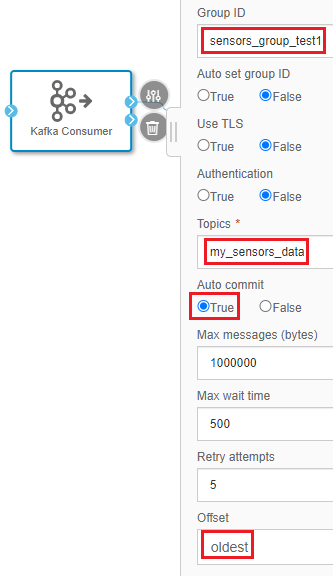 Group ID
sensors_group_test1
Auto set group ID
True False
Kafka Consumer
Use TLS
True False
Authentication
True False
Topics *
my_sensors_data
Auto commit
True False
Max messages (bytes)
1000000
Max wait time
500
Retry attempts
5
Offset
oldest